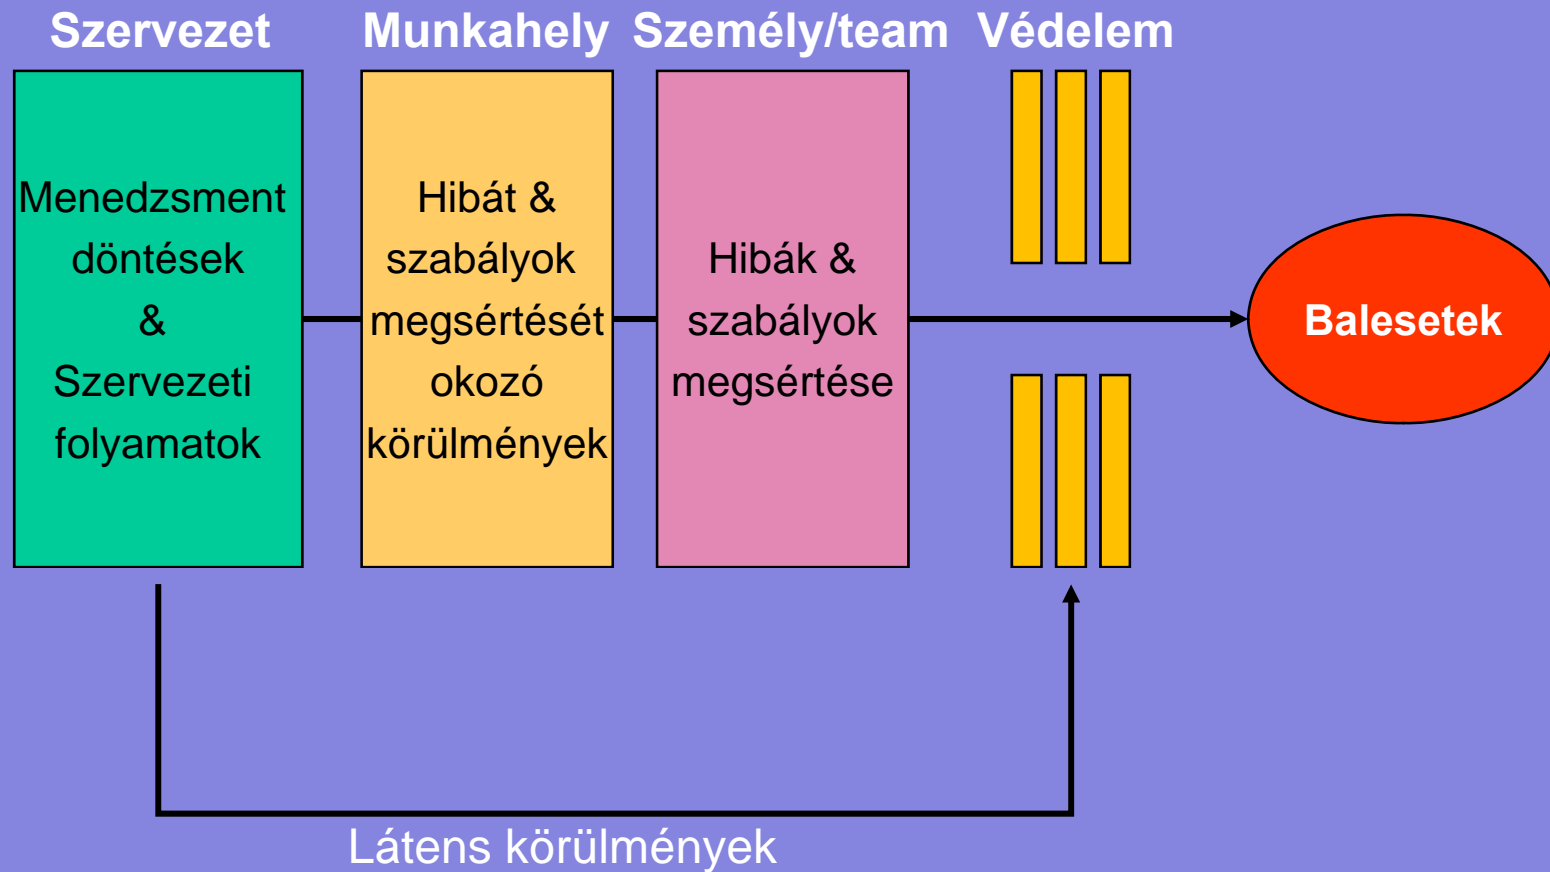 Szervezet
Munkahely
Személy/team
Védelem
Menedzsment
döntések
&
Szervezeti
folyamatok
Hibát &
szabályok
megsértését
okozó
körülmények
Hibák &
szabályok
megsértése
Balesetek
Látens körülmények